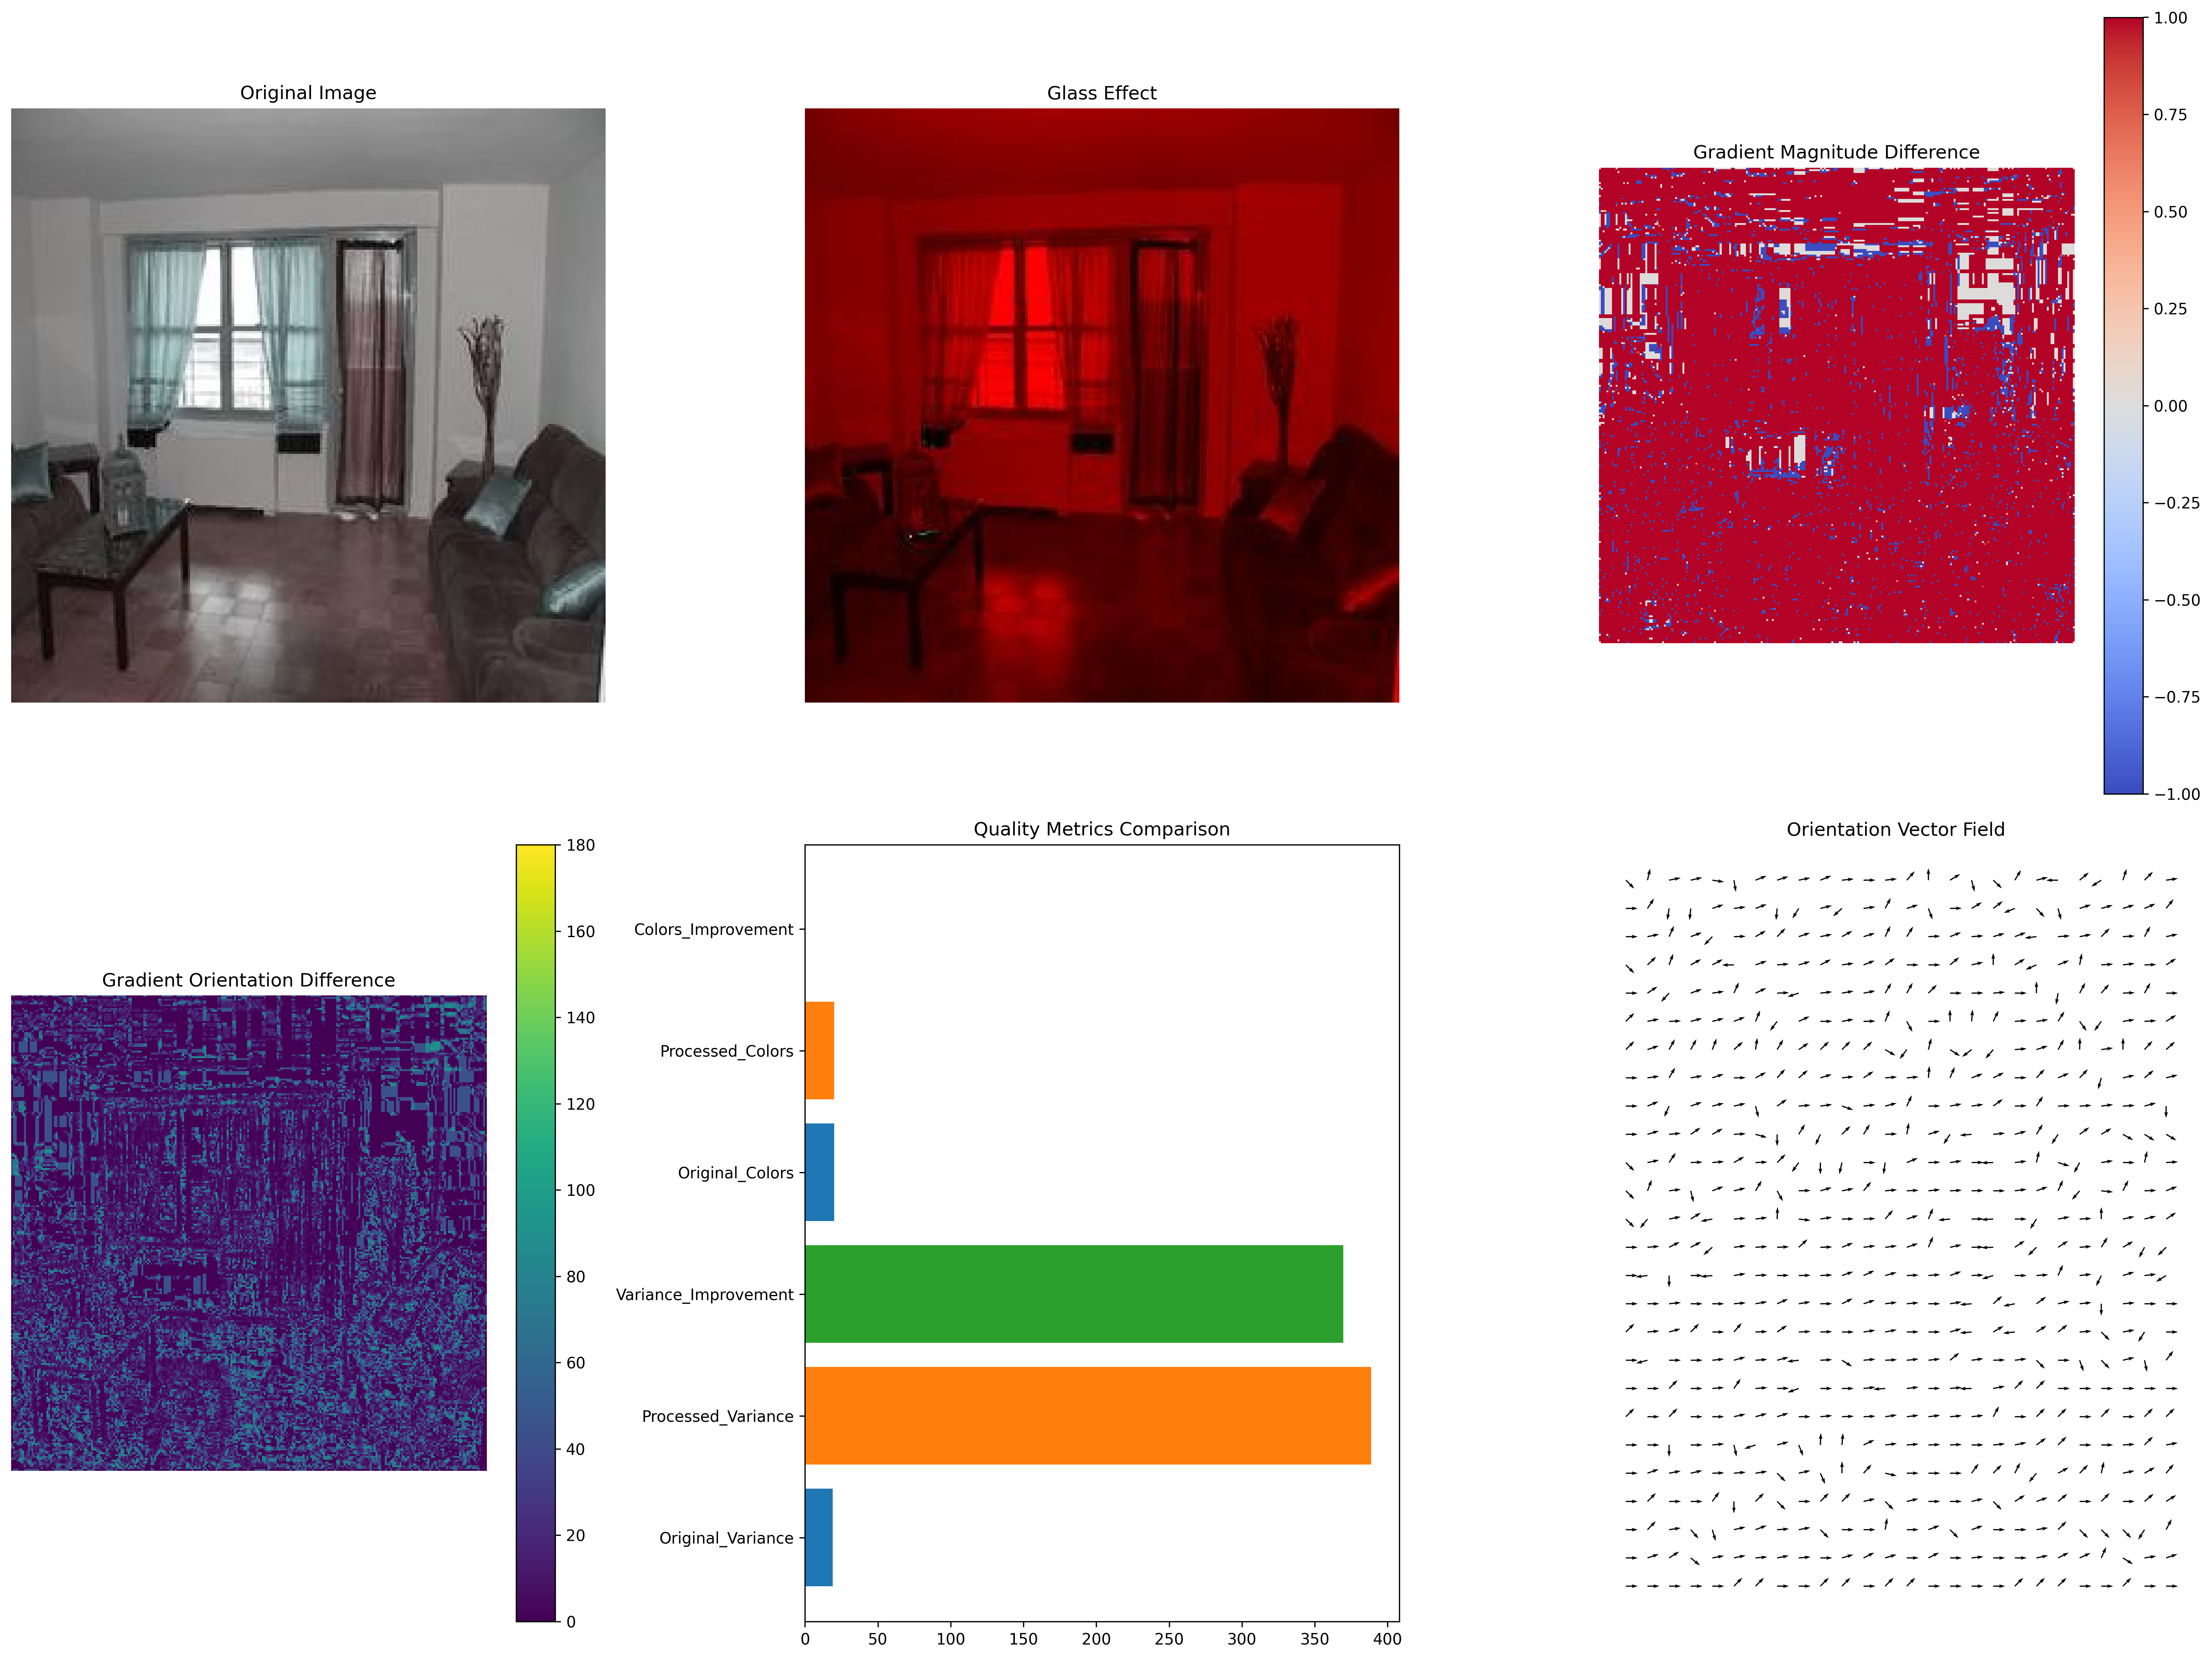 Original Image
Glass Effect
Gradient Magnitude Difference
1.00
0.75
0.50
0.25
0.00
−0.25
−0.50
−0.75
−1.00
Gradient Orientation Difference
180
160
140
120
100
80
60
40
20
0
Quality Metrics Comparison
Colors_Improvement
Processed_Colors
Original_Colors
Variance_Improvement
Processed_Variance
Original_Variance
0 50 100 150 200 250 300 350 400
Orientation Vector Field